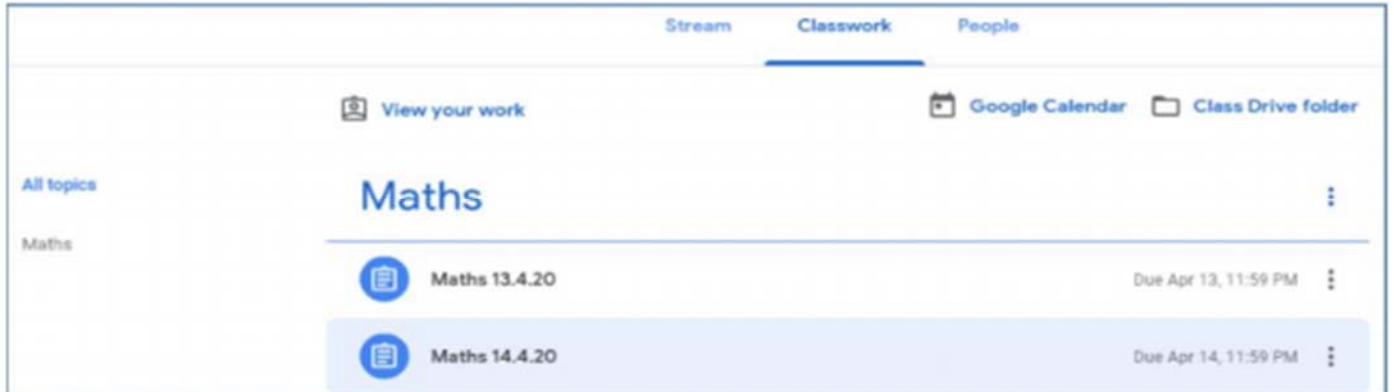 Stream Classwork People
View your work Google Calendar Class Drive folder
All topics
Maths
Maths
Maths 13.4.20 Due Apr 13, 11:59 PM
Maths 14.4.20 Due Apr 14, 11:59 PM